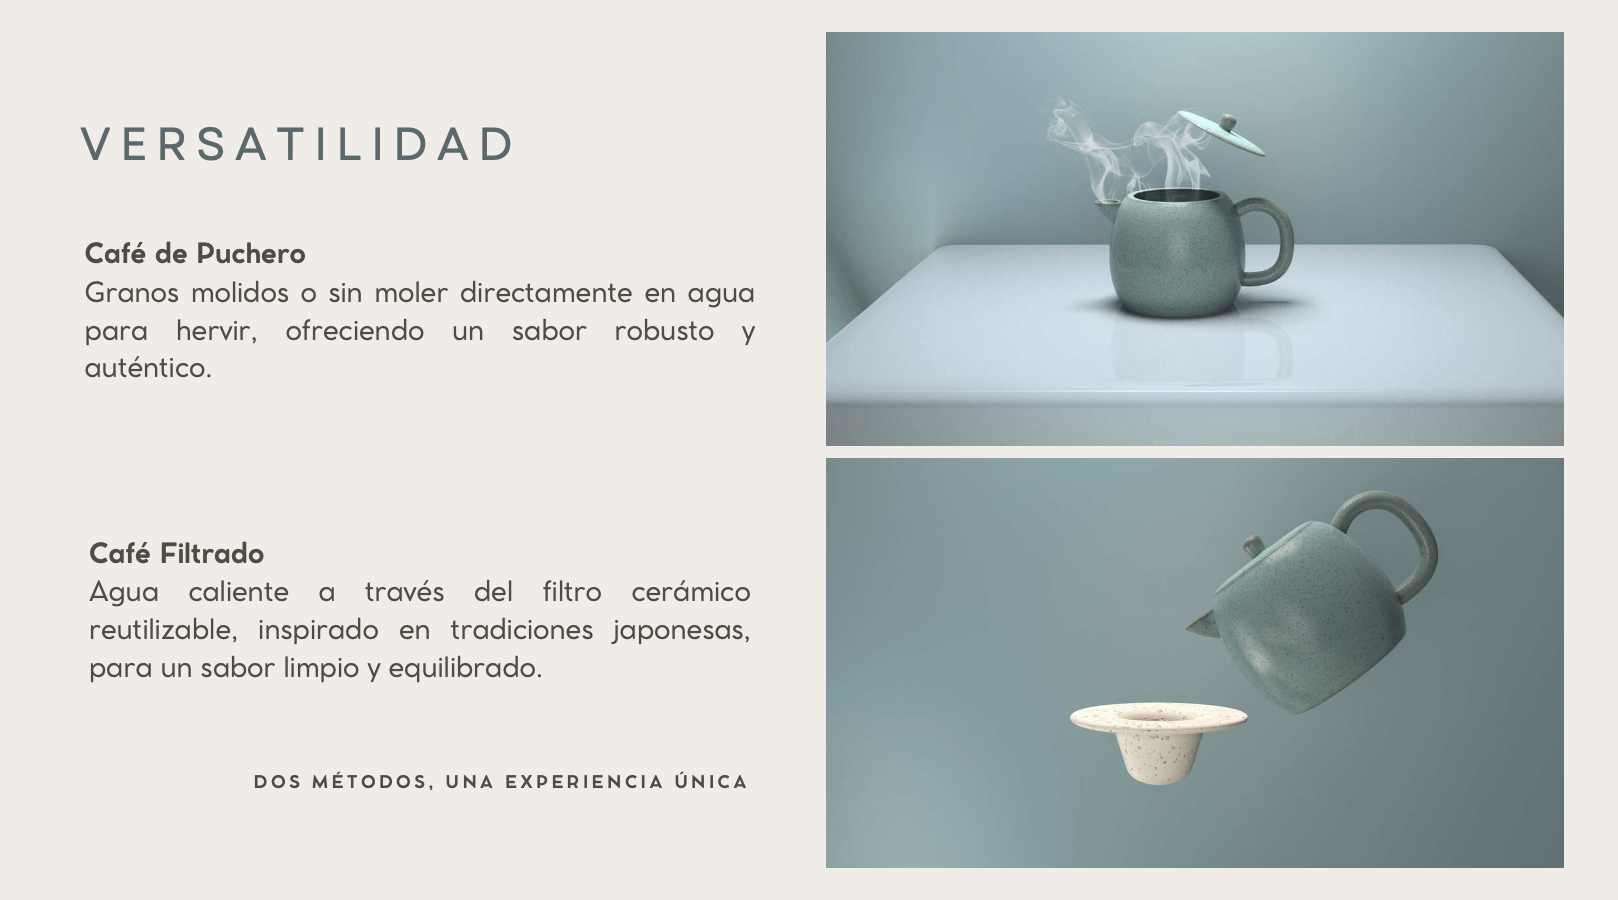 VERSATILIDAD
Café de Puchero
Granos molidos o sin moler directamente en agua
para hervir, ofreciendo un sabor robusto y
auténtico.
Café Filtrado
Agua caliente a través del filtro cerámico
reutilizable, inspirado en tradiciones japonesas,
para un sabor limpio y equilibrado.
DOS MÉTODOS, UNA EXPERIENCIA ÚNICA